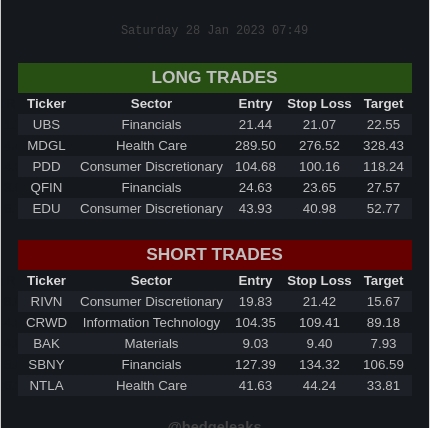 Saturday 28 Jan 2023 07:49
LONG TRADES
Ticker Sector Entry Stop Loss Target
UBS Financials 21.44 21.07 22.55
MDGL Health Care 289.50 276.52 328.43
PDD Consumer Discretionary 104.68 100.16 118.24
QFIN Financials 24.63 23.65 27.57
EDU Consumer Discretionary 43.93 40.98 52.77
SHORT TRADES
Ticker Sector Entry Stop Loss Target
RIVN Consumer Discretionary 19.83 21.42 15.67
CRWD Information Technology 104.35 109.41 89.18
BAK Materials 9.03 9.40 7.93
SBNY Financials 127.39 134.32 106.59
NTLA Health Care 41.63 44.24 33.81
@hedgeleaks